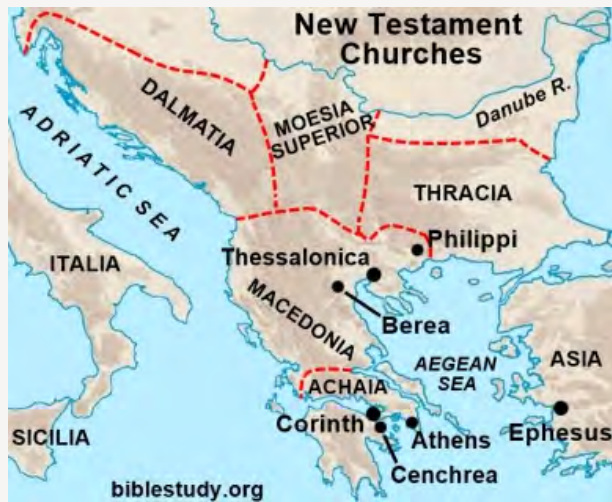 New Testament
Churches
DALMATIA
MOESIA
SUPERIOR
Danube R.
ADRIATIC SEA
THRACIA
Philippi
Thessalonica
ITALIA
MACEDONIA
Berea
AEGEAN
SEA
ASIA
ACHAIA
Corinth
Athens
Ephesus
SICILIA
Cenchrea
biblestudy.org